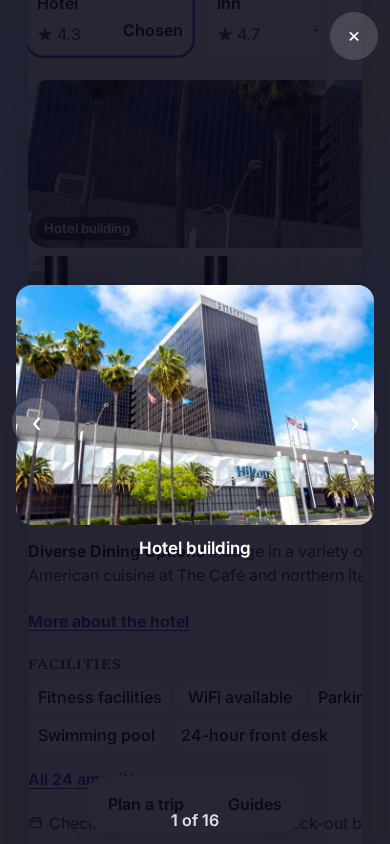 Hotel
Inn
★ 4.3
Chosen
★ 4.7
×
Hotel building
Hilton
Hilton
‹
›
Hotel building
Diverse Dining
in a variety o
American cuisine at The Café and northern Ita
More about the hotel
FACILITIES
Fitness facilities
WiFi available
Parkin
Swimming pool
24-hour front desk
All 24 am
Plan a trip
Guides
Check
ck-out b
1 of 16